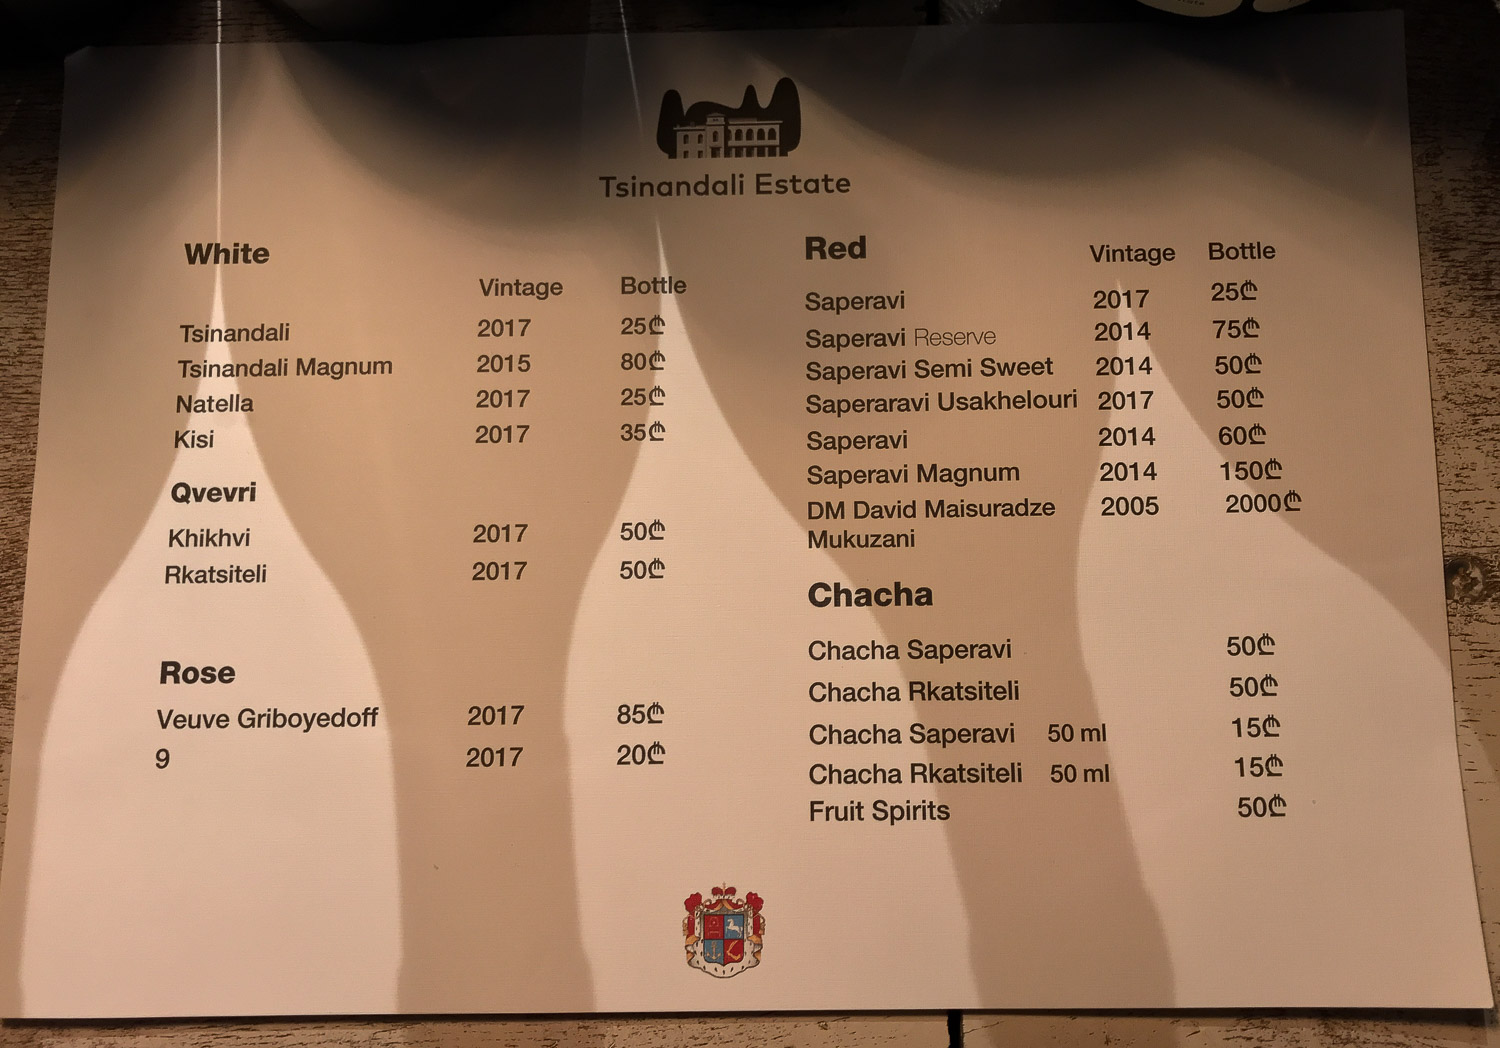 Tsinandali Estate
White
Vintage Bottle
Tsinandali 2017 25₾
Tsinandali Magnum 2015 80₾
Natella 2017 25₾
Kisi 2017 35₾
Qvevri
Khikhvi 2017 50₾
Rkatsiteli 2017 50₾
Rose
Veuve Griboyedoff 2017 85₾
9 2017 20₾
Red Vintage Bottle
Saperavi 2017 25₾
Saperavi Reserve 2014 75₾
Saperavi Semi Sweet 2014 50₾
Saperaravi Usakhelouri 2017 50₾
Saperavi 2014 60₾
Saperavi Magnum 2014 150₾
DM David Maisuradze 2005 2000₾
Mukuzani
Chacha
Chacha Saperavi 50₾
Chacha Rkatsiteli 50₾
Chacha Saperavi 50 ml 15₾
Chacha Rkatsiteli 50 ml 15₾
Fruit Spirits 50₾